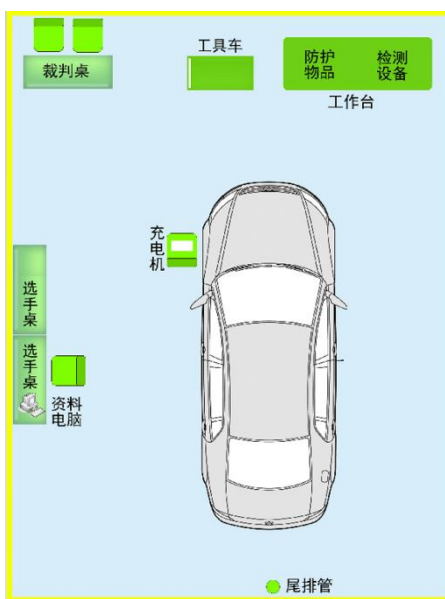 工具车
裁判桌
防护
物品
检测
设备
工作台
充
电
机
选
手
桌
选
手
桌
资料
电脑
尾排管